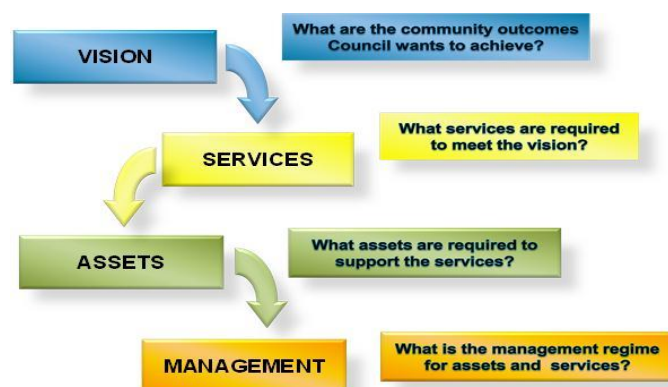 VISION
What are the community outcomes
Council wants to achieve?
SERVICES
What services are required
to meet the vision?
ASSETS
What assets are required to
support the services?
MANAGEMENT
What is the management regime
for assets and services?